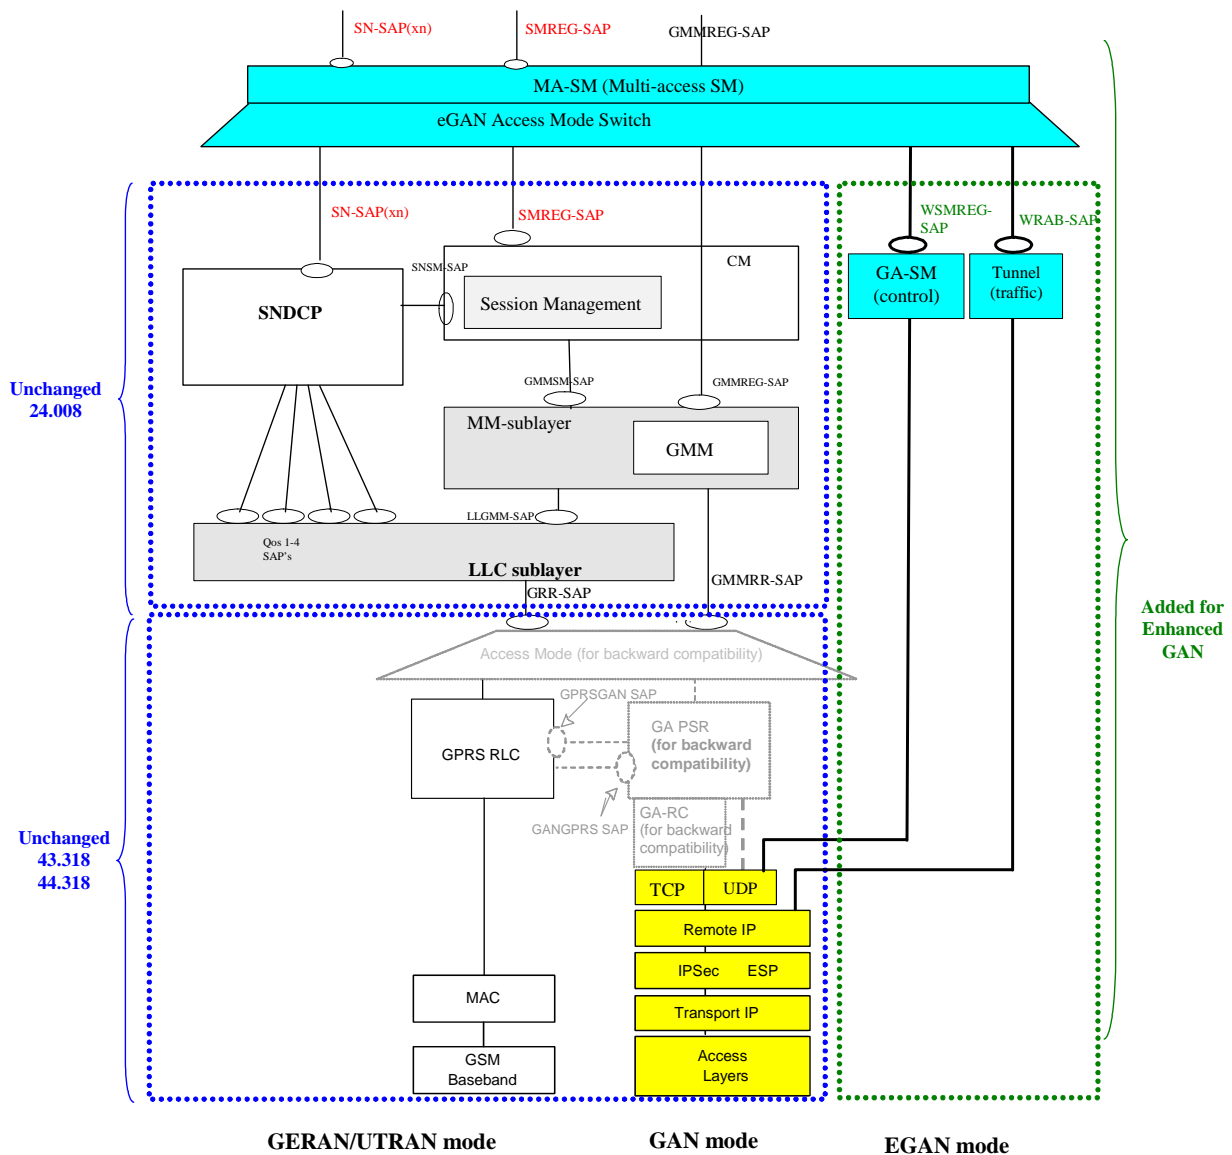 SN-SAP(xn)
SMREG-SAP
GMMREG-SAP
MA-SM (Multi-access SM)
eGAN Access Mode Switch
SN-SAP(xn)
SMREG-SAP
WSMREG-
SAP
WRAB-SAP
SNSM-SAP
CM
SNDCP
Session Management
GA-SM
(control)
Tunnel
(traffic)
Unchanged
24.008
GMMSM-SAP
GMMREG-SAP
MM-sublayer
GMM
LLGMM-SAP
Qos 1-4
SAP's
LLC sublayer
GRR-SAP
GMMRR-SAP
Added for
Enhanced
GAN
Access Mode (for backward compatibility)
GPRSGAN SAP
GPRS RLC
GA PSR
(for backward
compatibility)
GANGPRS SAP
GA-RC
(for backward
compatibility)
Unchanged
43.318
44.318
TCP
UDP
Remote IP
IPSec ESP
MAC
Transport IP
GSM
Baseband
Access
Layers
GERAN/UTRAN mode
GAN mode
EGAN mode